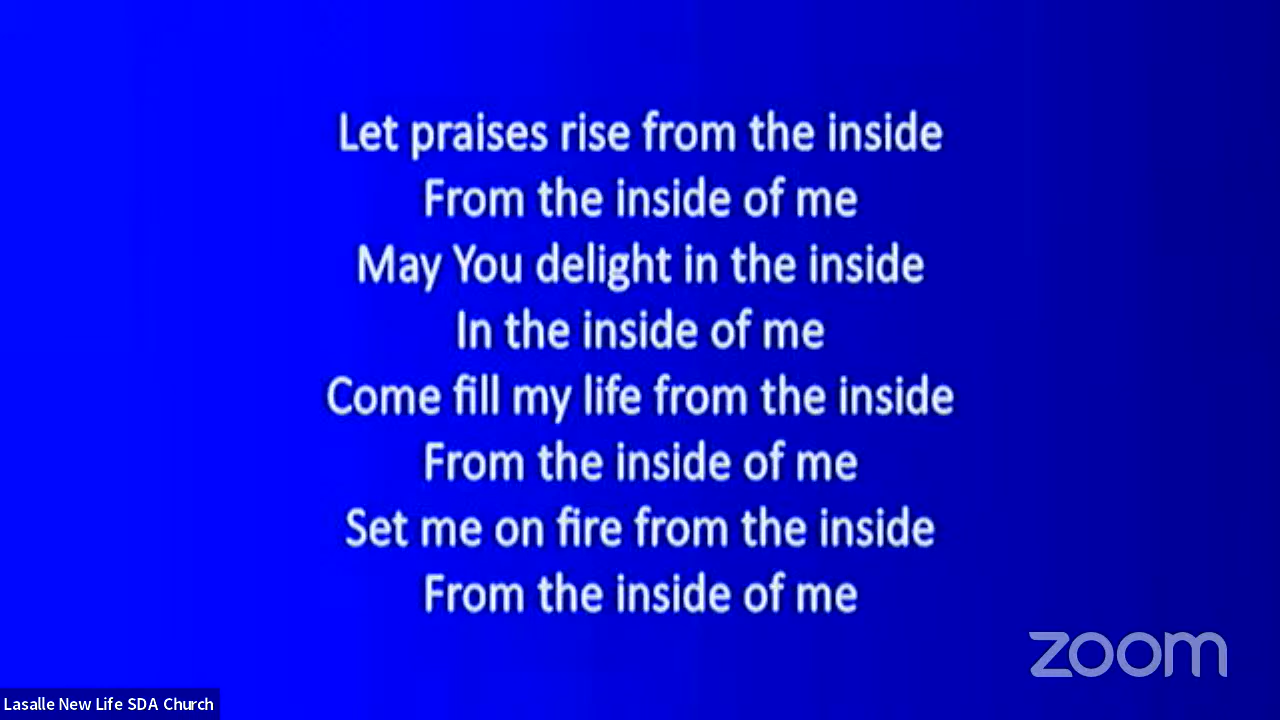 Let praises rise from the inside
From the inside of me
May You delight in the inside
In the inside of me
Come fill my life from the inside
From the inside of me
Set me on fire from the inside
From the inside of me
zoom
Lasalle New Life SDA Church